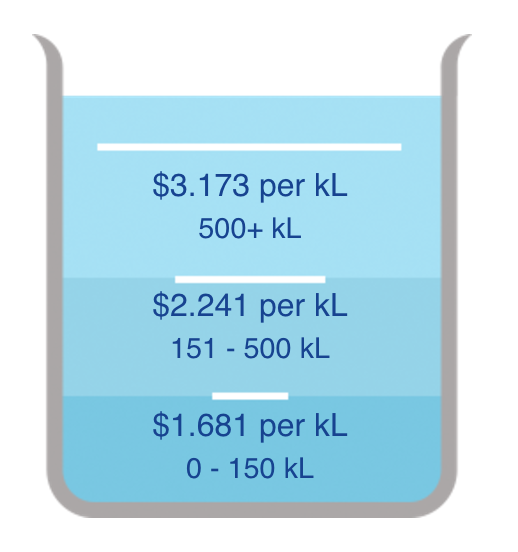 $3.173 per kL
500+ kL
$2.241 per kL
151 - 500 kL
$1.681 per kL
0 - 150 kL